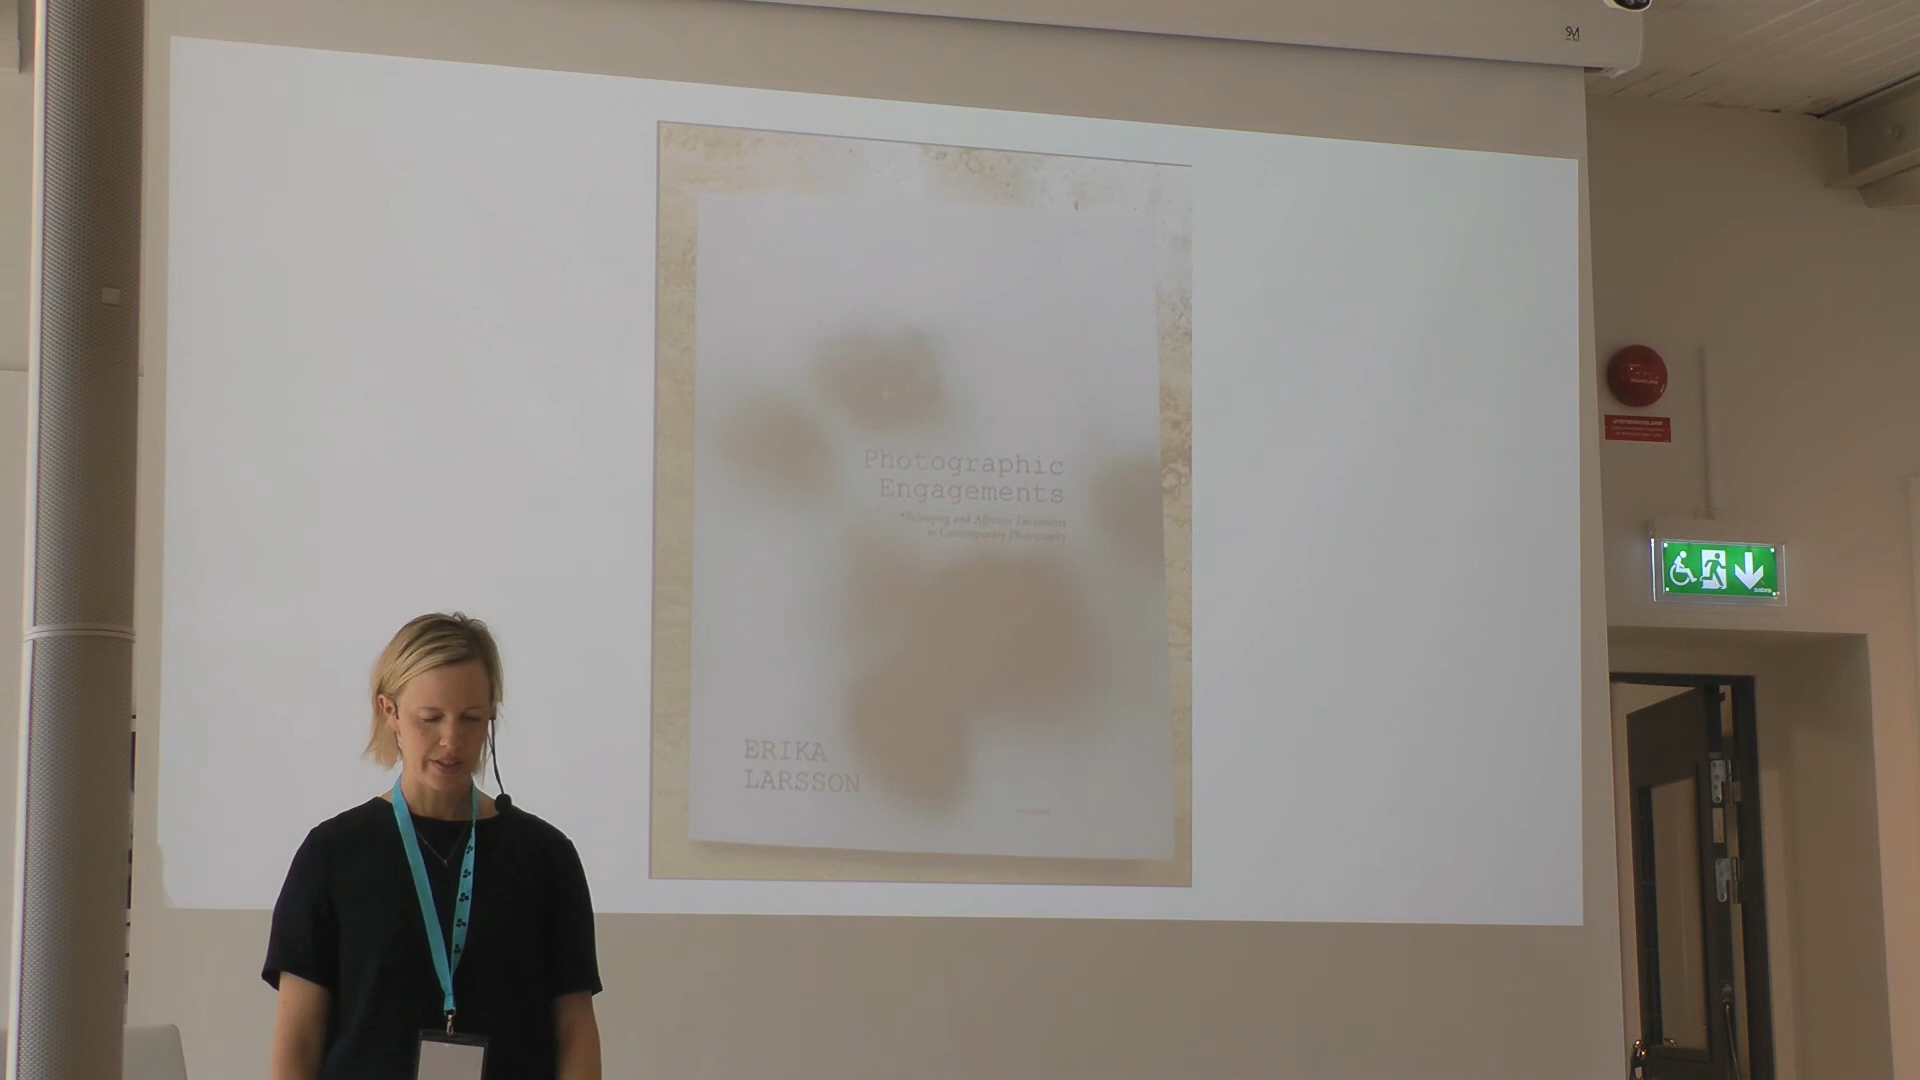 Photographic
Engagements
Belonging and Affective Encounters
in Contemporary Photography
ERIKA
LARSSON